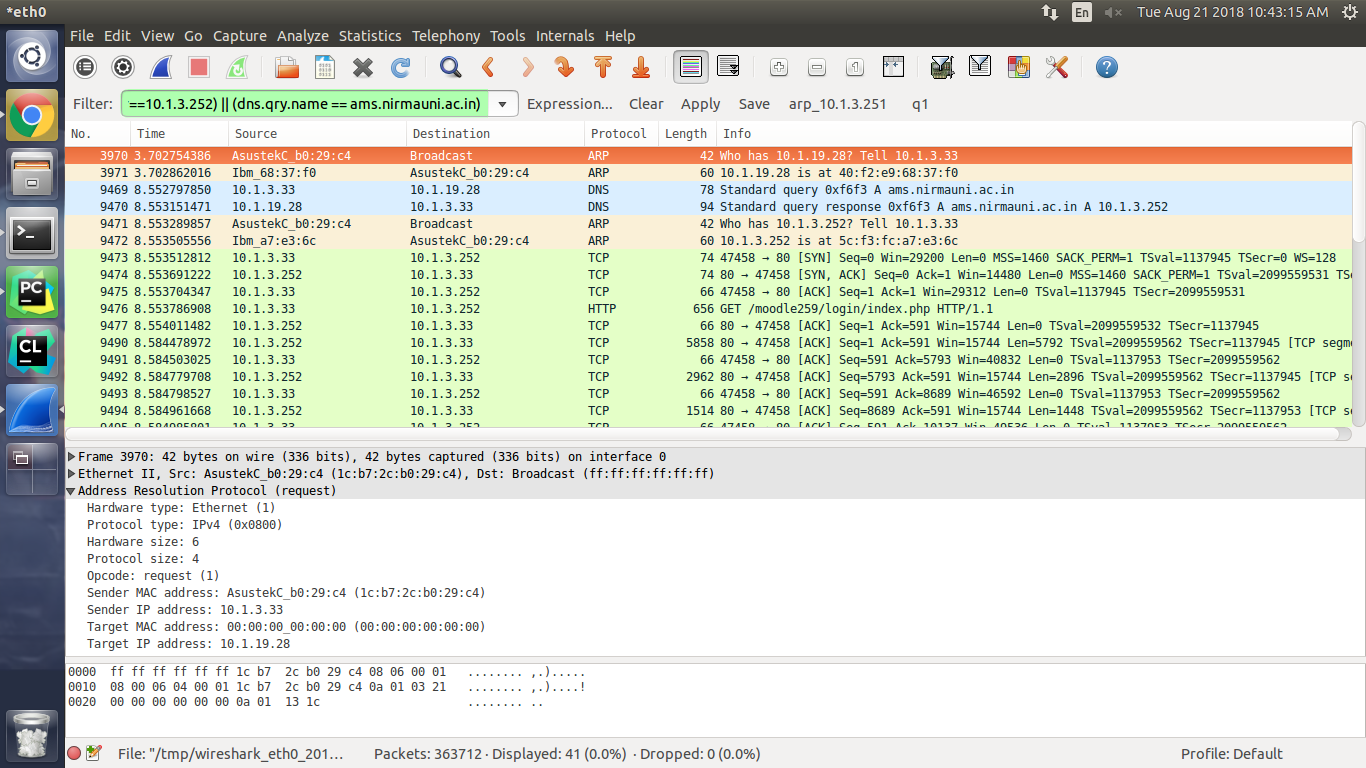 *eth0 En Tue Aug 21 2018 10:43:15 AM
File Edit View Go Capture Analyze Statistics Telephony Tools Internals Help
Filter: ==10.1.3.252) || (dns.qry.name == ams.nirmauni.ac.in) Expression... Clear Apply Save arp_10.1.3.251 q1
No. Time Source Destination Protocol Length Info
3970 3.702754386 AsustekC_b0:29:c4 Broadcast ARP 42 Who has 10.1.19.28? Tell 10.1.3.33
3971 3.702862016 Ibm_68:37:f0 AsustekC_b0:29:c4 ARP 60 10.1.19.28 is at 40:f2:e9:68:37:f0
9469 8.552797850 10.1.3.33 10.1.19.28 DNS 78 Standard query 0xf6f3 A ams.nirmauni.ac.in
9470 8.553151471 10.1.19.28 10.1.3.33 DNS 94 Standard query response 0xf6f3 A ams.nirmauni.ac.in A 10.1.3.252
9471 8.553289857 AsustekC_b0:29:c4 Broadcast ARP 42 Who has 10.1.3.252? Tell 10.1.3.33
9472 8.553505556 Ibm_a7:e3:6c AsustekC_b0:29:c4 ARP 60 10.1.3.252 is at 5c:f3:fc:a7:e3:6c
9473 8.553512812 10.1.3.33 10.1.3.252 TCP 74 47458 → 80 [SYN] Seq=0 Win=29200 Len=0 MSS=1460 SACK_PERM=1 TSval=1137945 TSecr=0 WS=128
9474 8.553691222 10.1.3.252 10.1.3.33 TCP 74 80 → 47458 [SYN, ACK] Seq=0 Ack=1 Win=14480 Len=0 MSS=1460 SACK_PERM=1 TSval=2099559531 TSe
9475 8.553704347 10.1.3.33 10.1.3.252 TCP 66 47458 → 80 [ACK] Seq=1 Ack=1 Win=29312 Len=0 TSval=1137945 TSecr=2099559531
9476 8.553786908 10.1.3.33 10.1.3.252 HTTP 656 GET /moodle259/login/index.php HTTP/1.1
9477 8.554011482 10.1.3.252 10.1.3.33 TCP 66 80 → 47458 [ACK] Seq=1 Ack=591 Win=15744 Len=0 TSval=2099559532 TSecr=1137945
9490 8.584478972 10.1.3.252 10.1.3.33 TCP 5858 80 → 47458 [ACK] Seq=1 Ack=591 Win=15744 Len=5792 TSval=2099559562 TSecr=1137945 [TCP segme
9491 8.584503025 10.1.3.33 10.1.3.252 TCP 66 47458 → 80 [ACK] Seq=591 Ack=5793 Win=40832 Len=0 TSval=1137953 TSecr=2099559562
9492 8.584779708 10.1.3.252 10.1.3.33 TCP 2962 80 → 47458 [ACK] Seq=5793 Ack=591 Win=15744 Len=2896 TSval=2099559562 TSecr=1137945 [TCP se
9493 8.584798527 10.1.3.33 10.1.3.252 TCP 66 47458 → 80 [ACK] Seq=591 Ack=8689 Win=46592 Len=0 TSval=1137953 TSecr=2099559562
9494 8.584961668 10.1.3.252 10.1.3.33 TCP 1514 80 → 47458 [ACK] Seq=8689 Ack=591 Win=15744 Len=1448 TSval=2099559562 TSecr=1137953 [TCP se
9495 8.584985801 10.1.3.33 10.1.3.252 TCP 66 47458 → 80 [ACK] Seq=591 Ack=10137 Win=49536 Len=0 TSval=1137953 TSecr=2099559562
Frame 3970: 42 bytes on wire (336 bits), 42 bytes captured (336 bits) on interface 0
Ethernet II, Src: AsustekC_b0:29:c4 (1c:b7:2c:b0:29:c4), Dst: Broadcast (ff:ff:ff:ff:ff:ff)
Address Resolution Protocol (request)
Hardware type: Ethernet (1)
Protocol type: IPv4 (0x0800)
Hardware size: 6
Protocol size: 4
Opcode: request (1)
Sender MAC address: AsustekC_b0:29:c4 (1c:b7:2c:b0:29:c4)
Sender IP address: 10.1.3.33
Target MAC address: 00:00:00_00:00:00 (00:00:00:00:00:00)
Target IP address: 10.1.19.28
0000 ff ff ff ff ff ff 1c b7 2c b0 29 c4 08 06 00 01 ........ ,.).....
0010 08 00 06 04 00 01 1c b7 2c b0 29 c4 0a 01 03 21 ........ ,.)....!
0020 00 00 00 00 00 00 0a 01 13 1c ........ ..
File: "/tmp/wireshark_eth0_201... Packets: 363712 · Displayed: 41 (0.0%) · Dropped: 0 (0.0%) Profile: Default
PC
CL